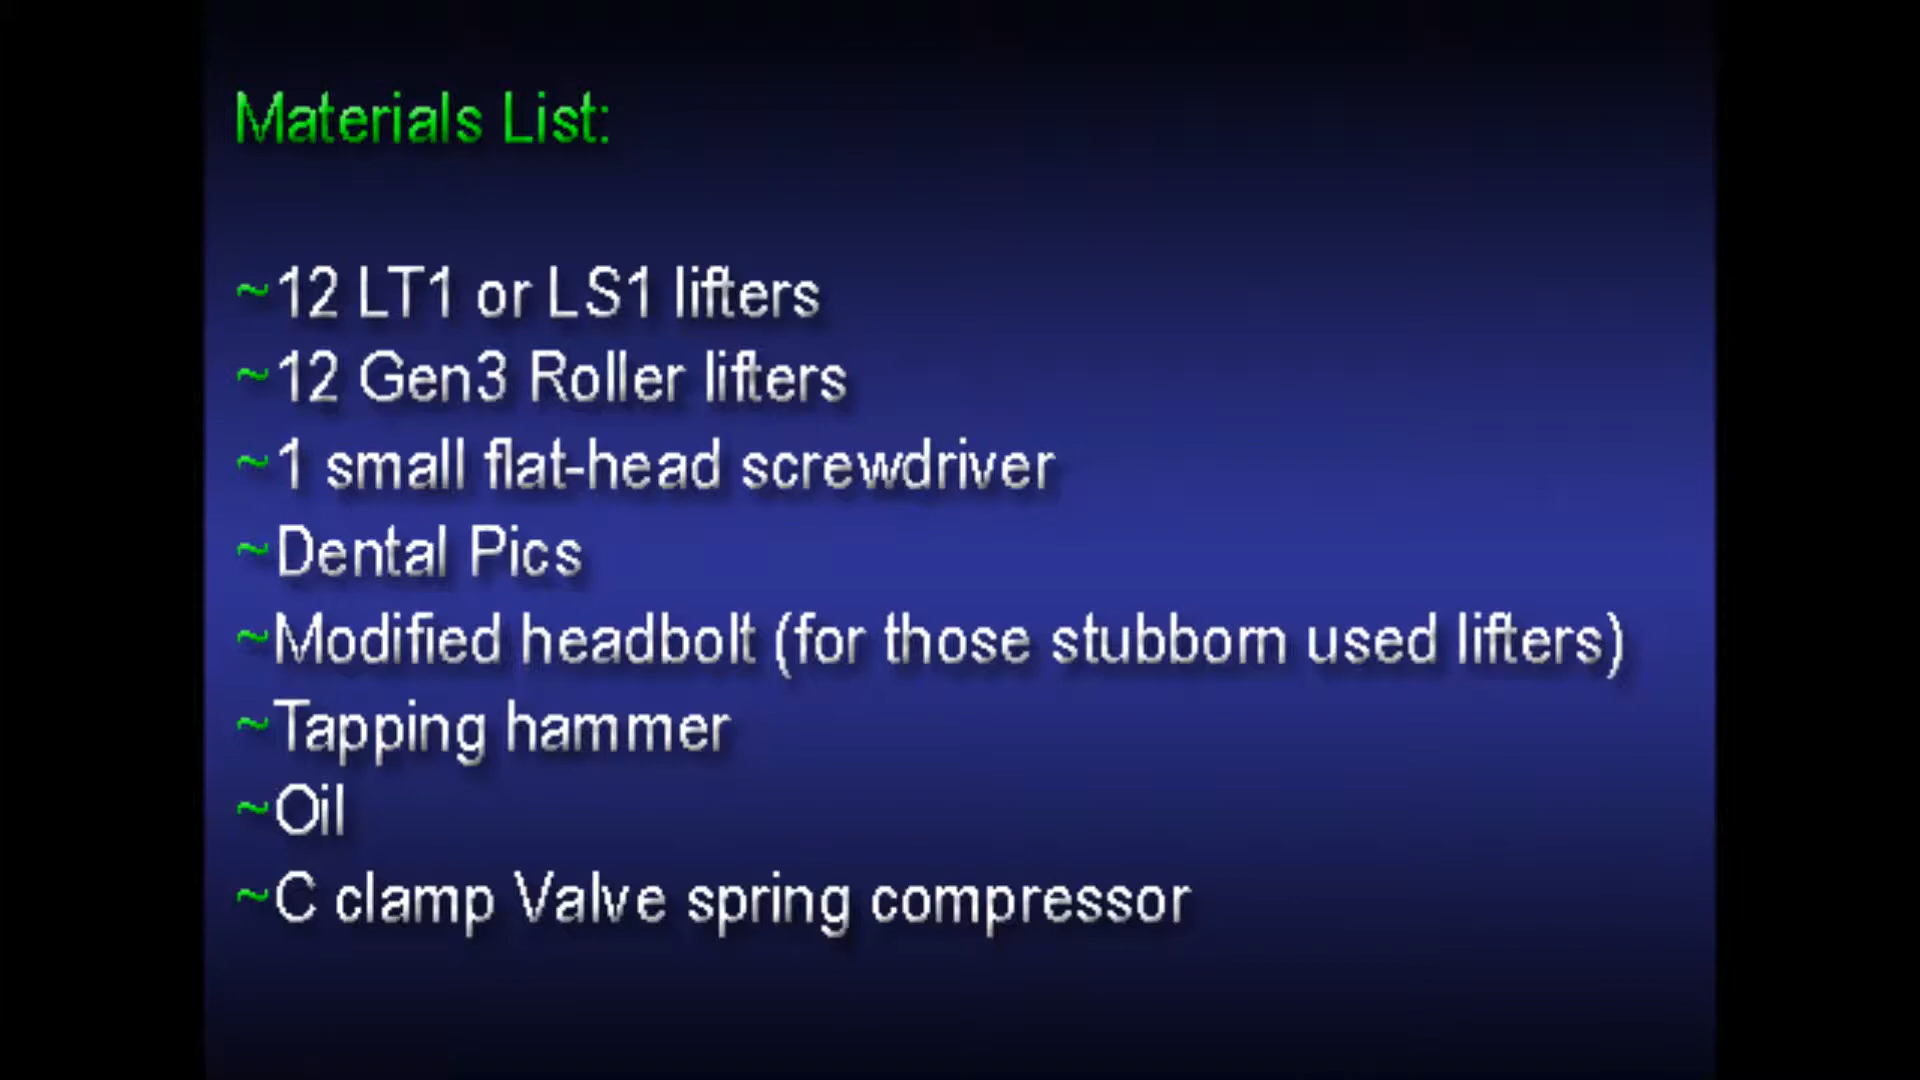 Materials List:
~12 LT1 or LS1 lifters
~12 Gen3 Roller lifters
~1 small flat-head screwdriver
~Dental Pics
~Modified headbolt (for those stubborn used lifters)
~Tapping hammer
~Oil
~C clamp Valve spring compressor